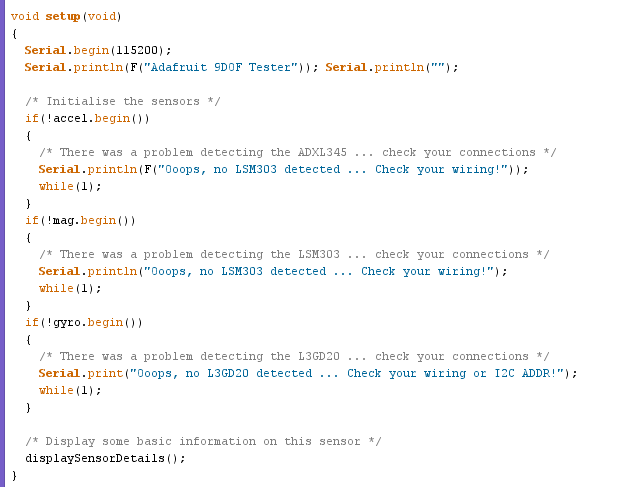 void setup(void)
{
  Serial.begin(115200);
  Serial.println(F("Adafruit 9DOF Tester")); Serial.println("");

  /* Initialise the sensors */
  if(!accel.begin())
  {
    /* There was a problem detecting the ADXL345 ... check your connections */
    Serial.println(F("Ooops, no LSM303 detected ... Check your wiring!"));
    while(1);
  }
  if(!mag.begin())
  {
    /* There was a problem detecting the LSM303 ... check your connections */
    Serial.println("Ooops, no LSM303 detected ... Check your wiring!");
    while(1);
  }
  if(!gyro.begin())
  {
    /* There was a problem detecting the L3GD20 ... check your connections */
    Serial.print("Ooops, no L3GD20 detected ... Check your wiring or I2C ADDR!");
    while(1);
  }

  /* Display some basic information on this sensor */
  displaySensorDetails();
}